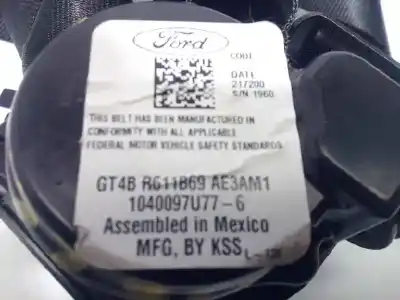 Ford
CODE
DATE
217200
S/N 1960
THIS BELT HAS BEEN MANUFACTURED IN
CONFORMITY WITH ALL APPLICABLE
FEDERAL MOTOR VEHICLE SAFETY STANDARDS.
GT4B R611B69 AE3AM1
1040097U77-6
Assembled in Mexico
MFG, BY KSS